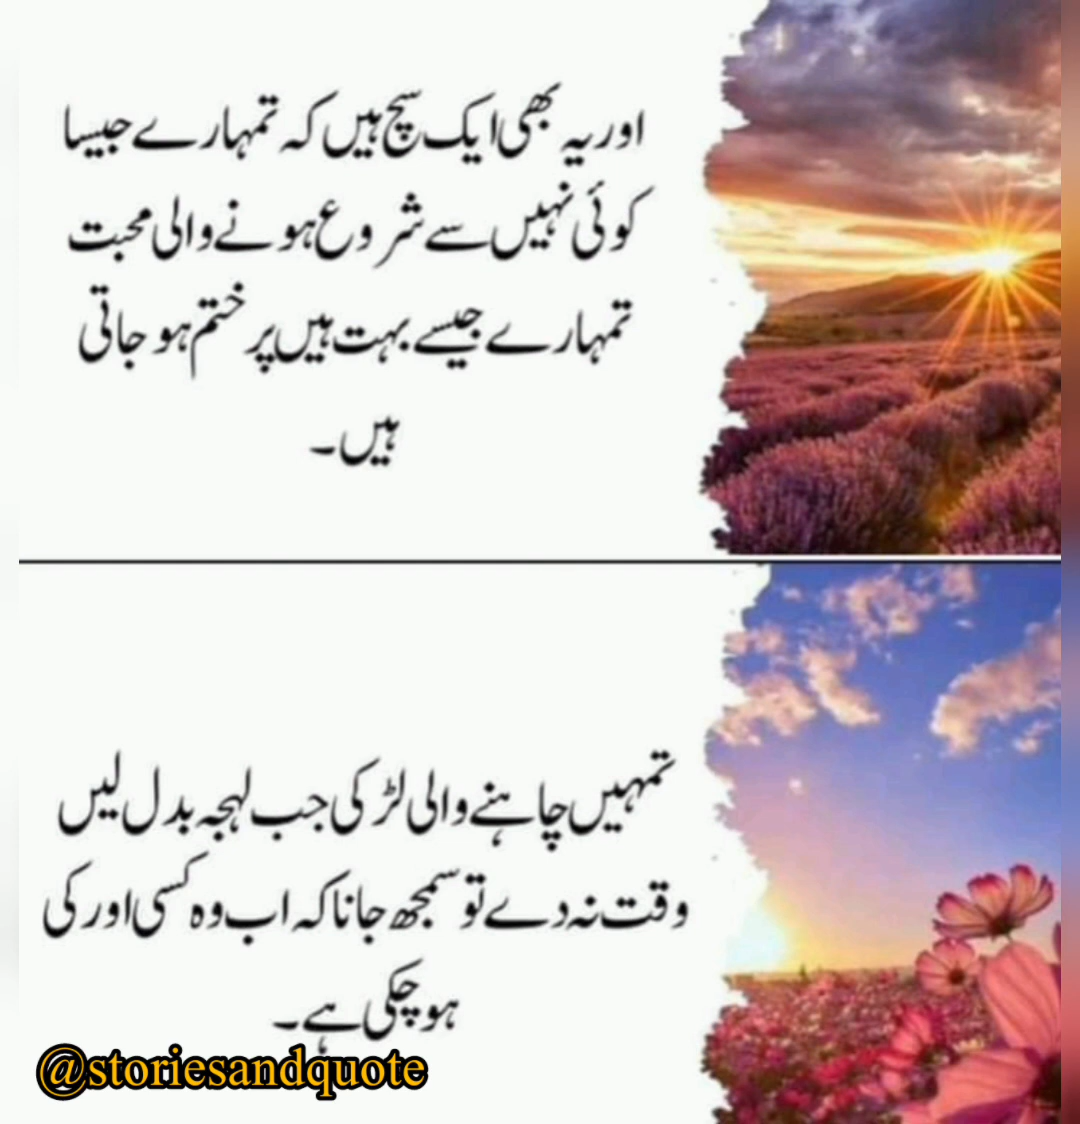 اور یہ بھی ایک سچ ہیں کہ تمہارے جیسا
کوئی نہیں سے شروع ہونے والی محبت
تمہارے جیسے بہت ہیں پر ختم ہو جاتی
ہیں۔
تمہیں چاہنے والی لڑکی جب لہجہ بدل لیں
وقت نہ دے تو سمجھ جانا کہ اب وہ کسی اور کی
ہو چکی ہے۔
@storiesandquote